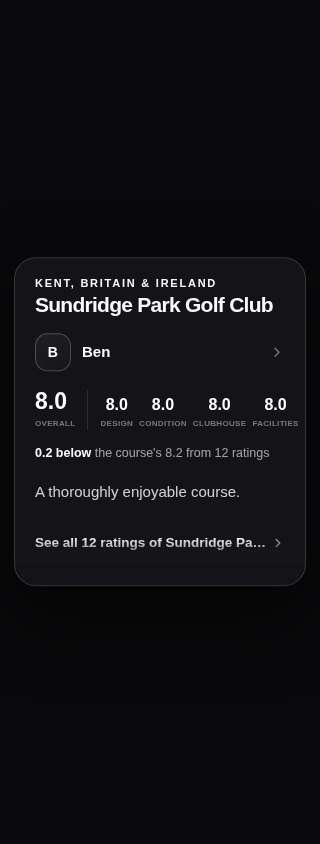 KENT, BRITAIN & IRELAND
Sundridge Park Golf Club
B Ben
8.0 8.0 8.0 8.0 8.0
OVERALL DESIGN CONDITION CLUBHOUSE FACILITIES
0.2 below the course's 8.2 from 12 ratings
A thoroughly enjoyable course.
See all 12 ratings of Sundridge Pa...